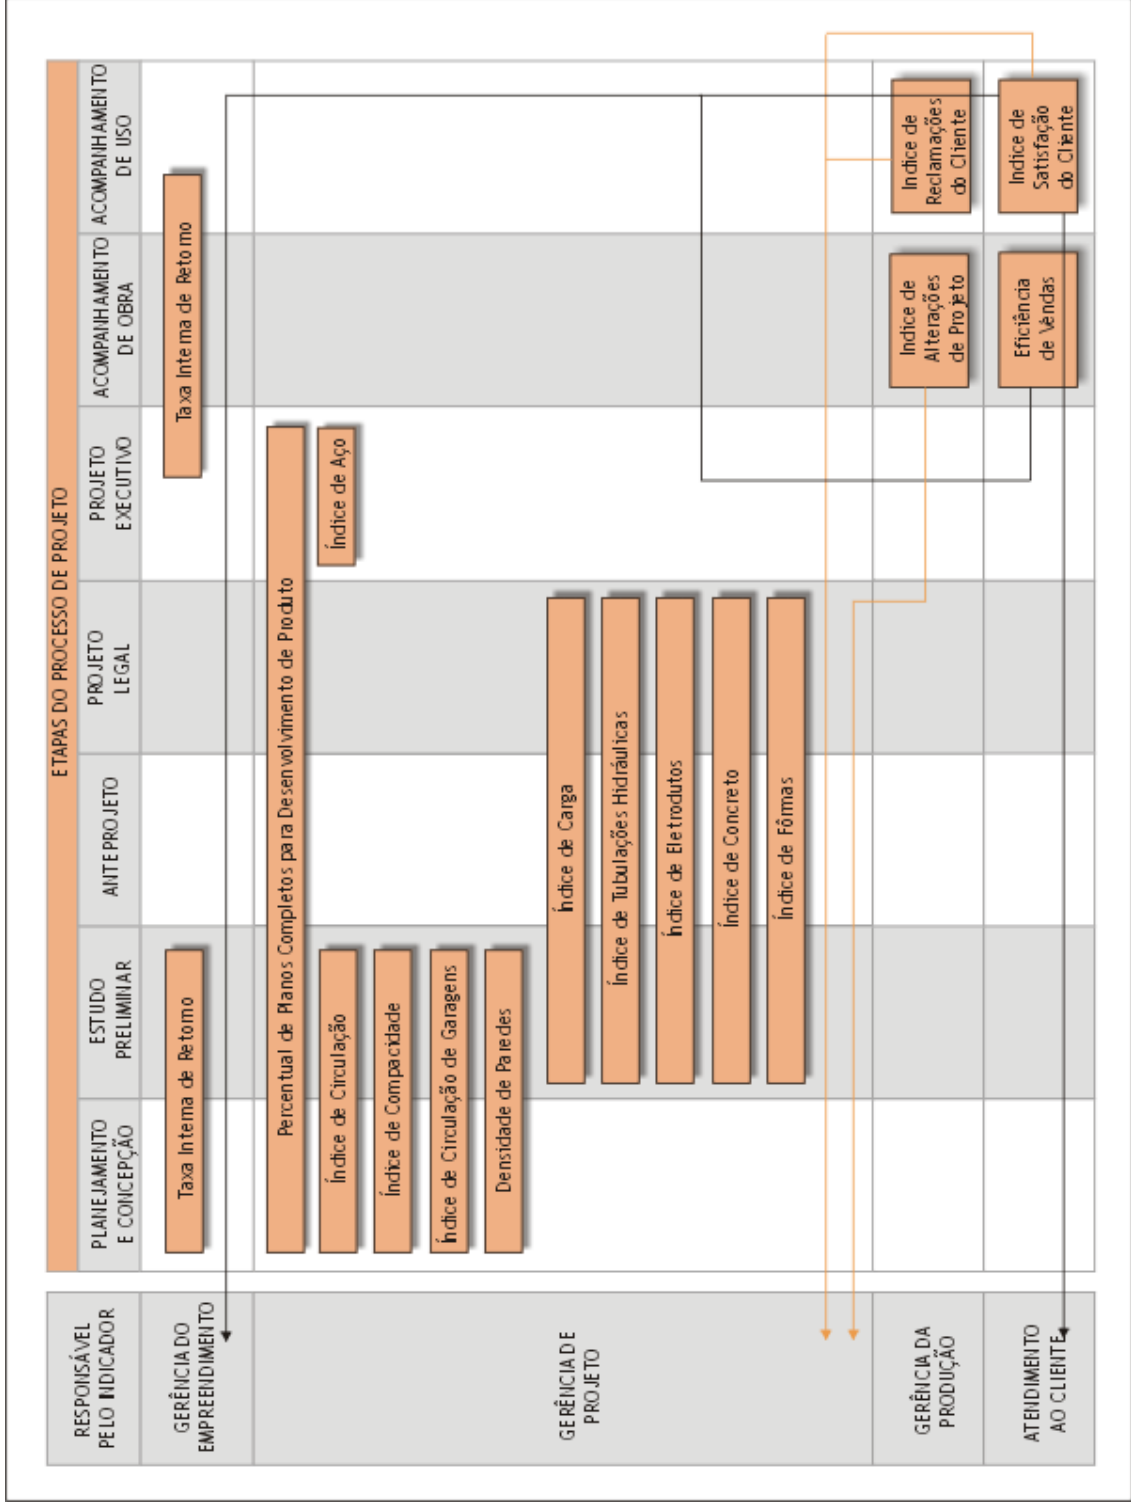 ETAPAS DO PROCESSO DE PROJETO
RESPONSÁVEL
PELO INDICADOR
PLANEJAMENTO
E CONCEPÇÃO
ESTUDO
PRELIMINAR
ANTEPROJETO
PROJETO
LEGAL
PROJETO
EXECUTIVO
ACOMPANHAMENTO
DE OBRA
ACOMPANHAMENTO
DE USO
GERÊNCIA DO
EMPREENDIMENTO
Taxa Interna de Retorno
Taxa Interna de Retorno
GERÊNCIA DE
PROJETO
Percentual de Planos Completos para Desenvolvimento de Produto
Índice de Circulação
Índice de Aço
Índice de Compacidade
Índice de Circulação de Garagens
Densidade de Paredes
Índice de Carga
Índice de Tubulações Hidráulicas
Índice de Eletrodutos
Índice de Concreto
Índice de Fôrmas
GERÊNCIA DA
PRODUÇÃO
Indice de
Alterações
de Projeto
Indice de
Reclamações
do Cliente
ATENDIMENTO
AO CLIENTE
Eficiência
de Vendas
Indice de
Satisfação
do Cliente